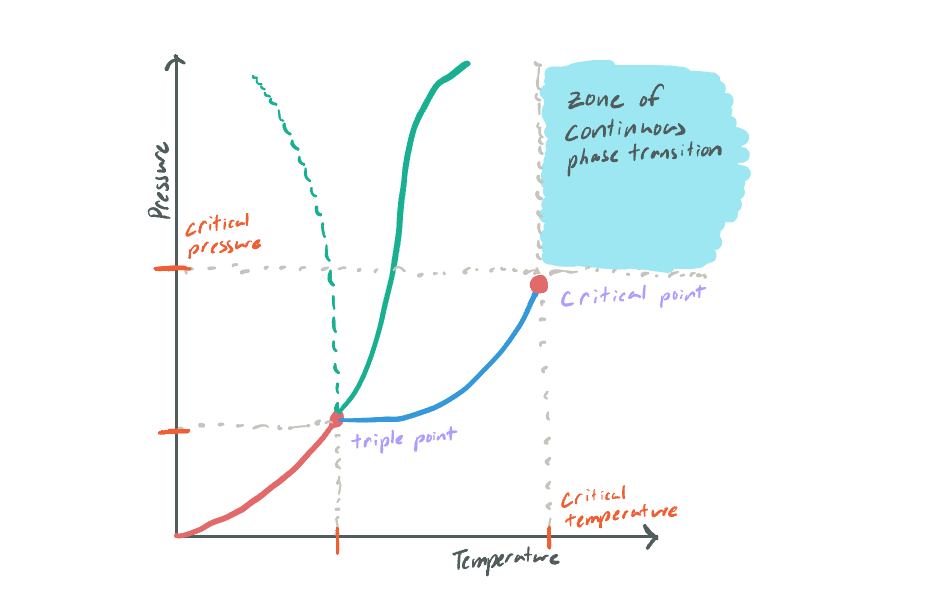 Zone of
continuous
phase transition
Pressure
Critical
pressure
Critical point
triple point
Critical
temperature
Temperature